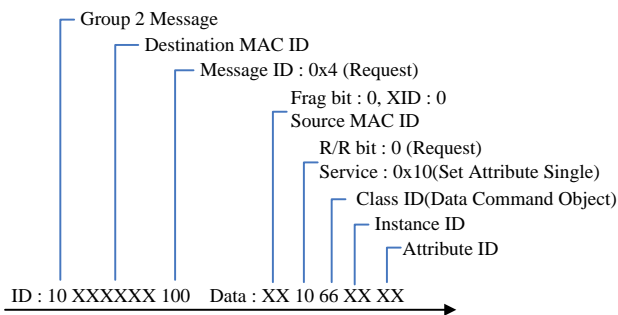 Group 2 Message
Destination MAC ID
Message ID : 0x4 (Request)
Frag bit : 0, XID : 0
Source MAC ID
R/R bit : 0 (Request)
Service : 0x10(Set Attribute Single)
Class ID(Data Command Object)
Instance ID
Attribute ID
ID : 10 XXXXXX 100 Data : XX 10 66 XX XX